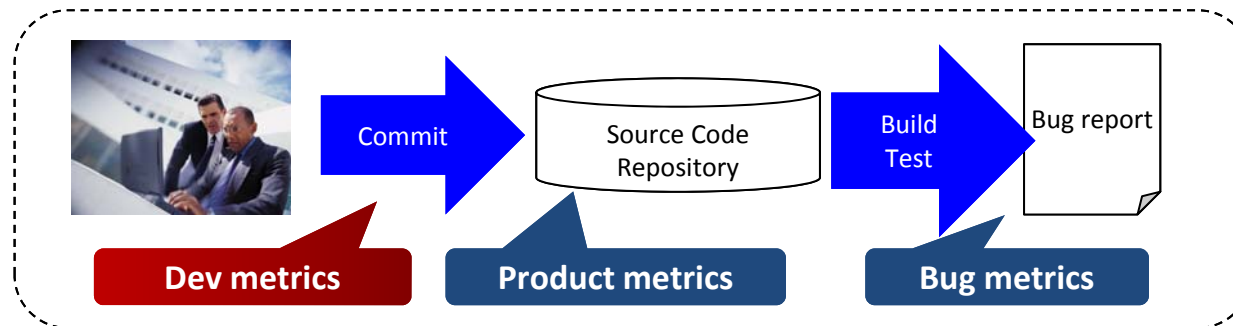 Commit
Source Code
Repository
Build
Test
Bug report
Dev metrics
Product metrics
Bug metrics